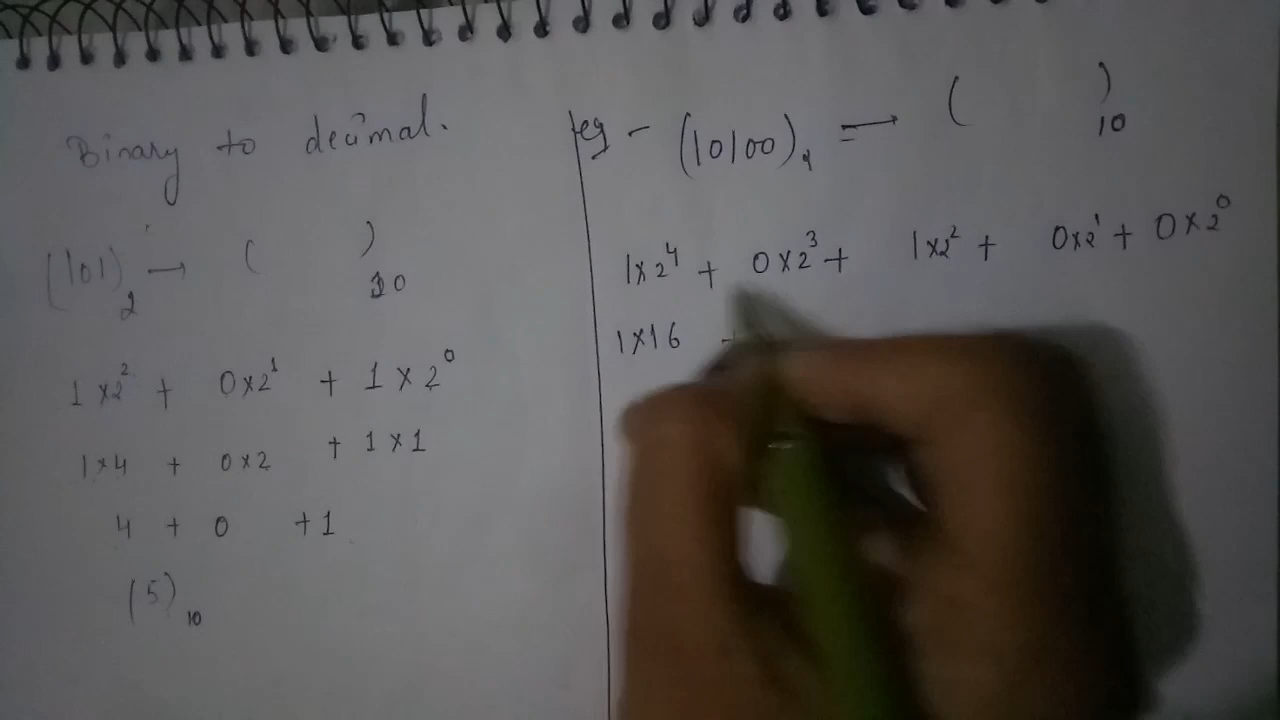 Binary to decimal.
(101)₂ → ( )₁₀
1×2² + 0×2¹ + 1×2⁰
1×4 + 0×2 + 1×1
4 + 0 +1
(5)₁₀
eg - (10100)₂ → ( )₁₀
1×2⁴ + 0×2³ + 1×2² + 0×2¹ + 0×2⁰
1×16 +